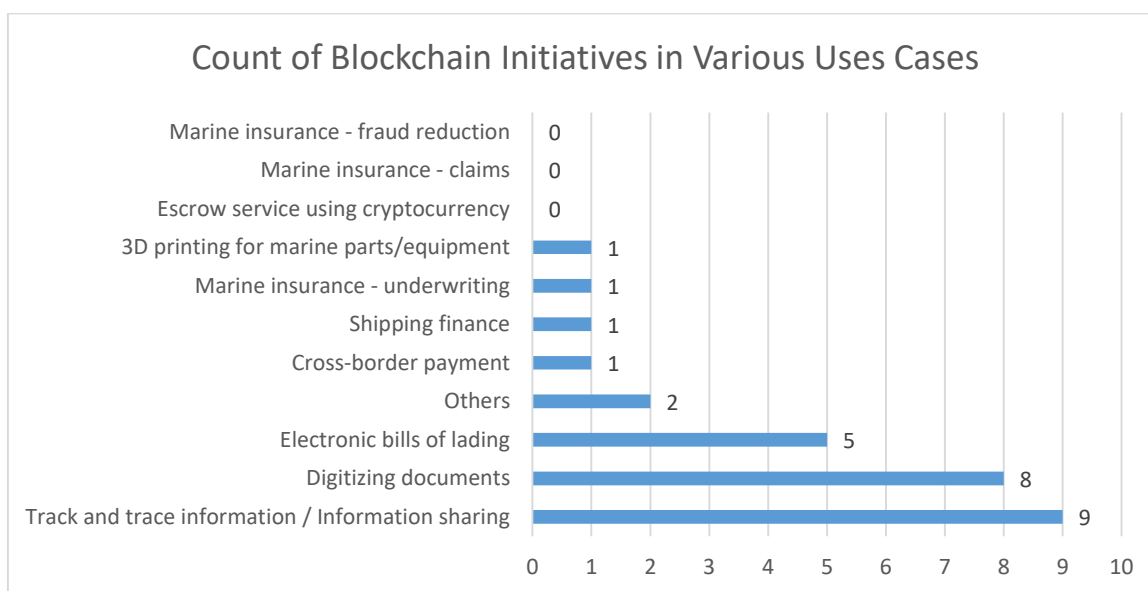 Count of Blockchain Initiatives in Various Uses Cases
Marine insurance - fraud reduction 0
Marine insurance - claims 0
Escrow service using cryptocurrency 0
3D printing for marine parts/equipment 1
Marine insurance - underwriting 1
Shipping finance 1
Cross-border payment 1
Others 2
Electronic bills of lading 5
Digitizing documents 8
Track and trace information / Information sharing 9
0 1 2 3 4 5 6 7 8 9 10